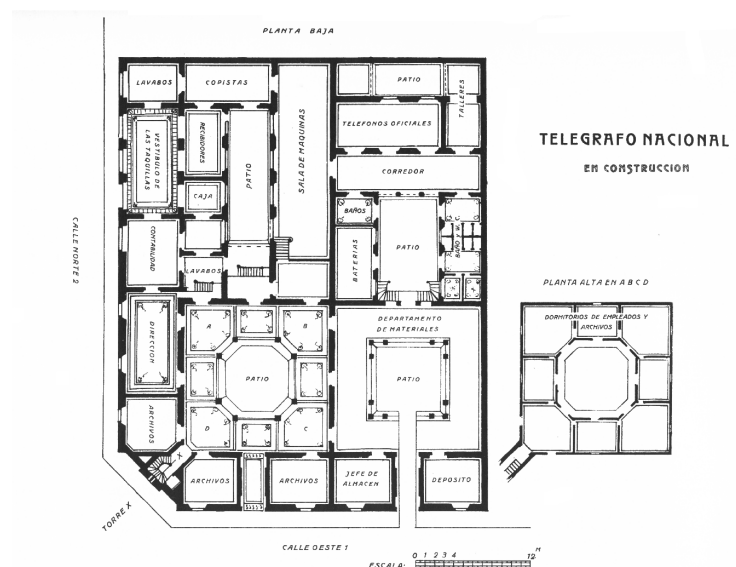 PLANTA BAJA
TELEGRAFO NACIONAL
EN CONSTRUCCION
LAVABOS
COPISTAS
PATIO
TALLERES
TELEFONOS OFICIALES
VESTIBULO DE
LAS TAQUILLAS
RECIBIDORES
PATIO
SALA DE MAQUINAS
CORREDOR
CAJA
BAÑOS
BAÑO Y W. C.
CONTABILIDAD
PATIO
BATERIAS
LAVABOS
CALLE NORTE 2
PLANTA ALTA EN A B C D
DORMITORIOS DE EMPLEADOS Y
ARCHIVOS
DIRECCION
A
B
DEPARTAMENTO
DE MATERIALES
PATIO
PATIO
ARCHIVOS
D
C
X
ARCHIVOS
ARCHIVOS
JEFE DE
ALMACEN
DEPOSITO
TORRE X
CALLE OESTE 1
ESCALA:
0 1 2 3 4 12 M